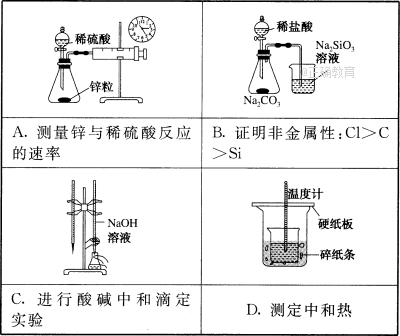 稀硫酸
锌粒
A. 测量锌与稀硫酸反应
的速率
稀盐酸
Na₂SiO₃
溶液
Na₂CO₃
B. 证明非金属性:Cl>C
>Si
NaOH
溶液
C. 进行酸碱中和滴定
实验
温度计
硬纸板
碎纸条
D. 测定中和热